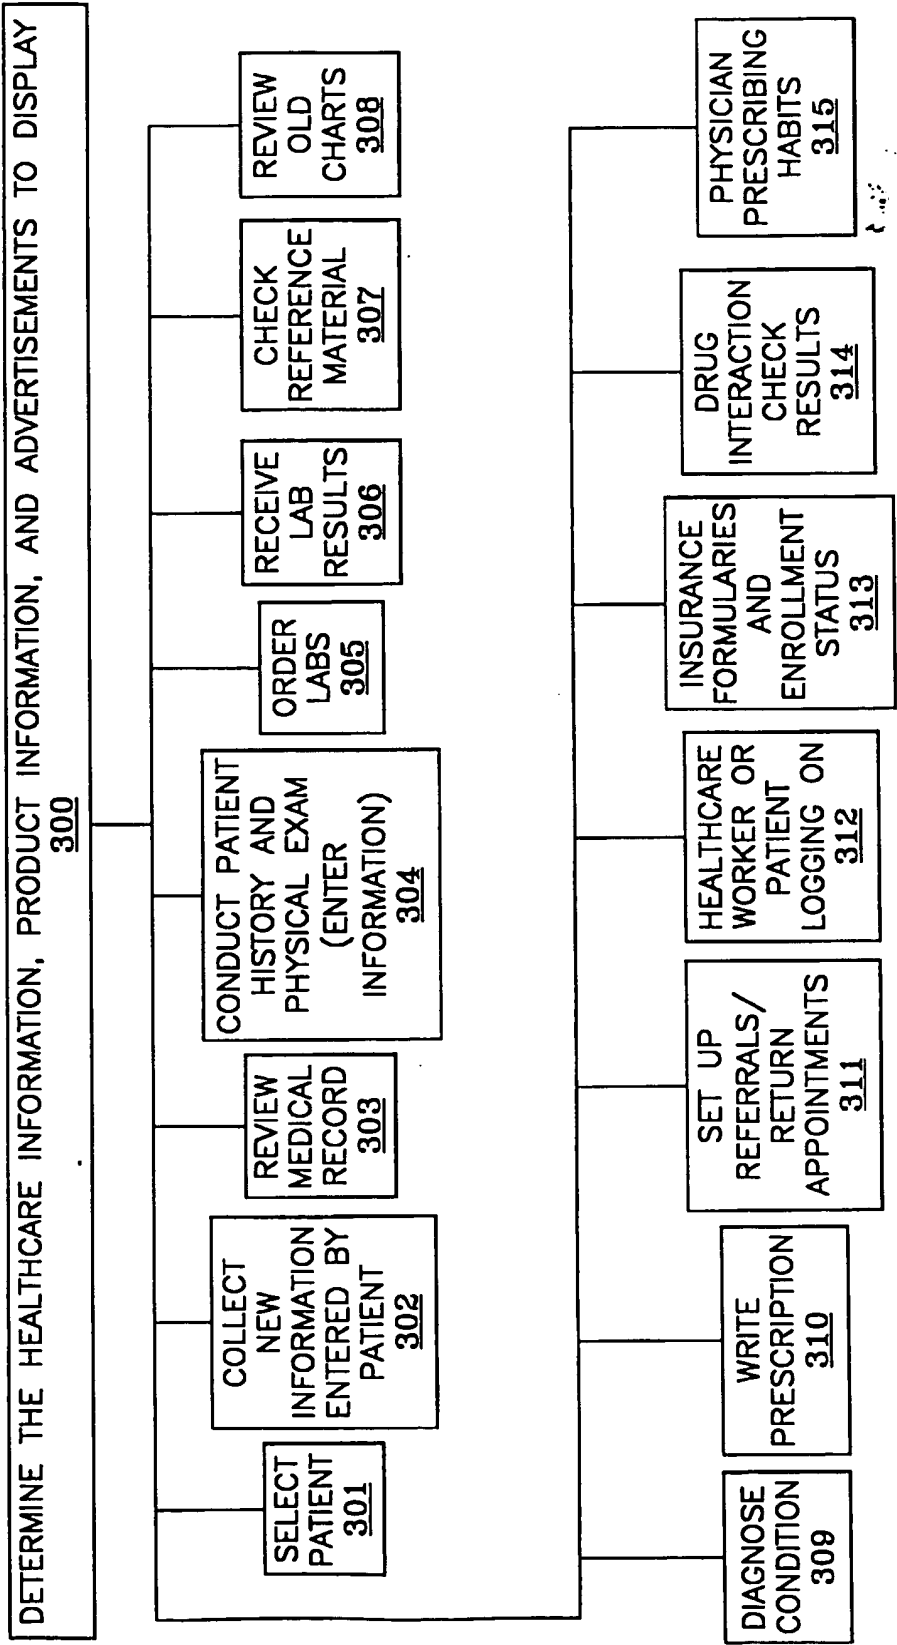 DETERMINE THE HEALTHCARE INFORMATION, PRODUCT INFORMATION, AND ADVERTISEMENTS TO DISPLAY
300
SELECT
PATIENT
301
COLLECT
NEW
INFORMATION
ENTERED BY
PATIENT
302
REVIEW
MEDICAL
RECORD
303
CONDUCT PATIENT
HISTORY AND
PHYSICAL EXAM
(ENTER
INFORMATION)
304
ORDER
LABS
305
RECEIVE
LAB
RESULTS
306
CHECK
REFERENCE
MATERIAL
307
REVIEW
OLD
CHARTS
308
DIAGNOSE
CONDITION
309
WRITE
PRESCRIPTION
310
SET UP
REFERRALS/
RETURN
APPOINTMENTS
311
HEALTHCARE
WORKER OR
PATIENT
LOGGING ON
312
INSURANCE
FORMULARIES
AND
ENROLLMENT
STATUS
313
DRUG
INTERACTION
CHECK
RESULTS
314
PHYSICIAN
PRESCRIBING
HABITS
315